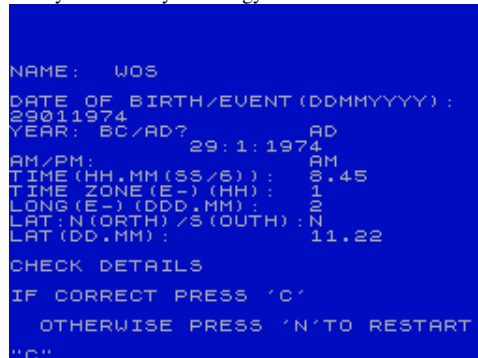 NAME: WOS
DATE OF BIRTH/EVENT(DDMMYYYY):
29011974
YEAR: BC/AD? AD
29:1:1974
AM/PM: AM
TIME(HH.MM(SS/6)): 8.45
TIME ZONE(E-)(HH): 1
LONG(E-)(DDD.MM): 2
LAT:N(ORTH)/S(OUTH):N
LAT(DD.MM): 11.22
CHECK DETAILS
IF CORRECT PRESS 'C'
OTHERWISE PRESS 'N'TO RESTART
"C"